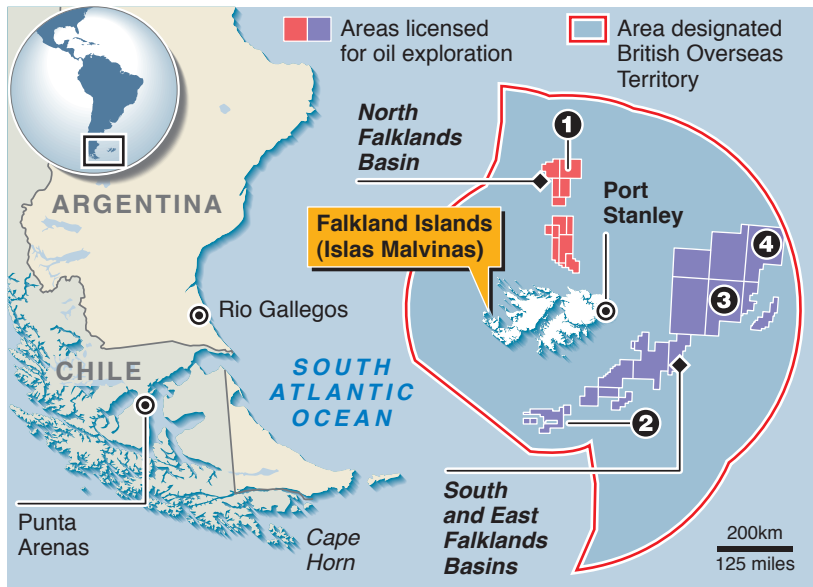 Areas licensed
for oil exploration
Area designated
British Overseas
Territory
North
Falklands
Basin
1
ARGENTINA
Port
Stanley
Falkland Islands
(Islas Malvinas)
4
3
Rio Gallegos
CHILE
SOUTH
ATLANTIC
OCEAN
2
South
and East
Falklands
Basins
Punta
Arenas
Cape
Horn
200km
125 miles